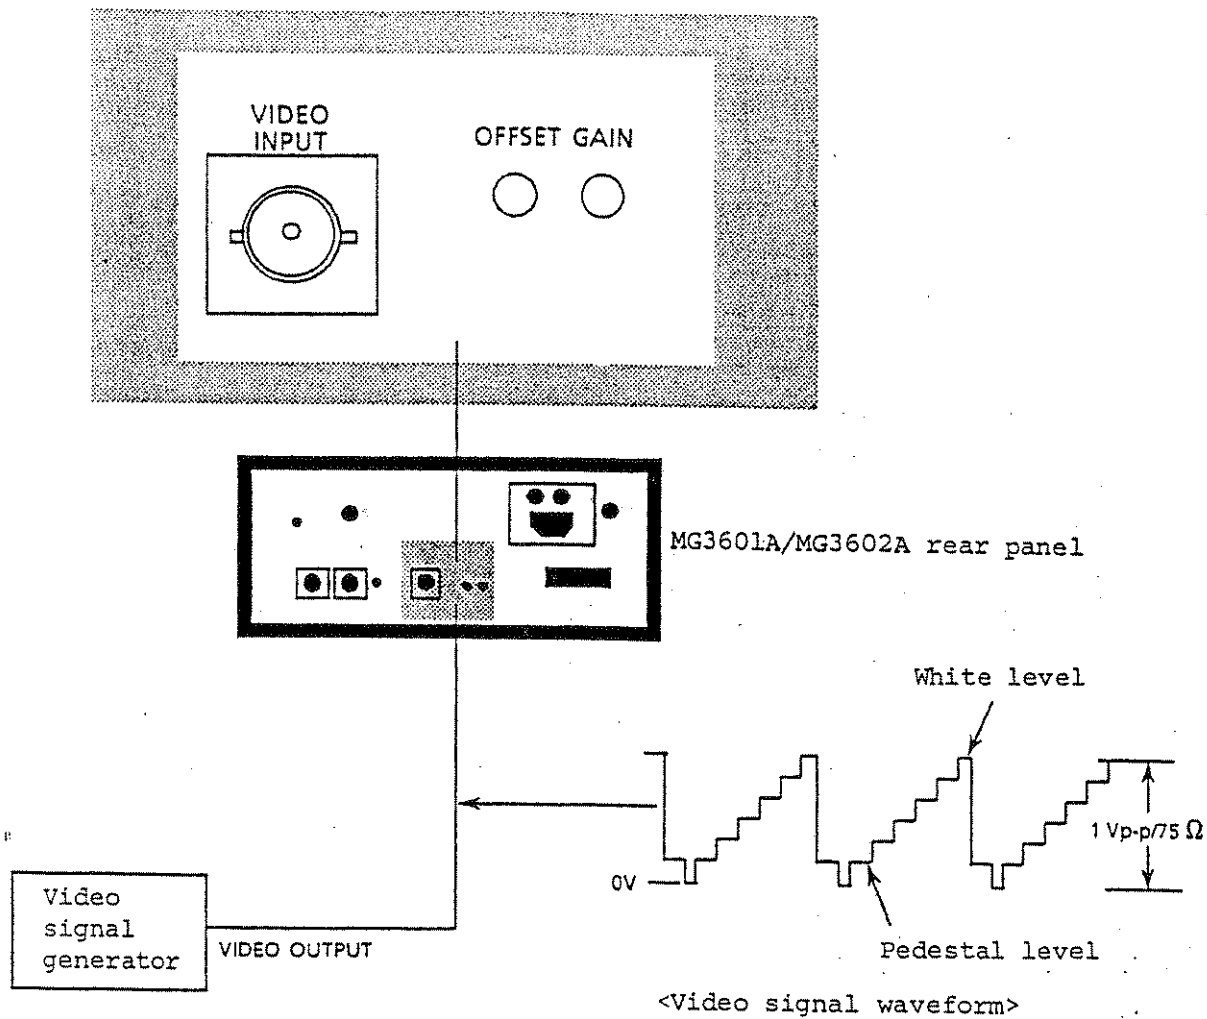 VIDEO
INPUT
OFFSET GAIN
MG3601A/MG3602A rear panel
White level
1 Vp-p/75 Ω
0V
Video
signal
generator
VIDEO OUTPUT
Pedestal level
<Video signal waveform>